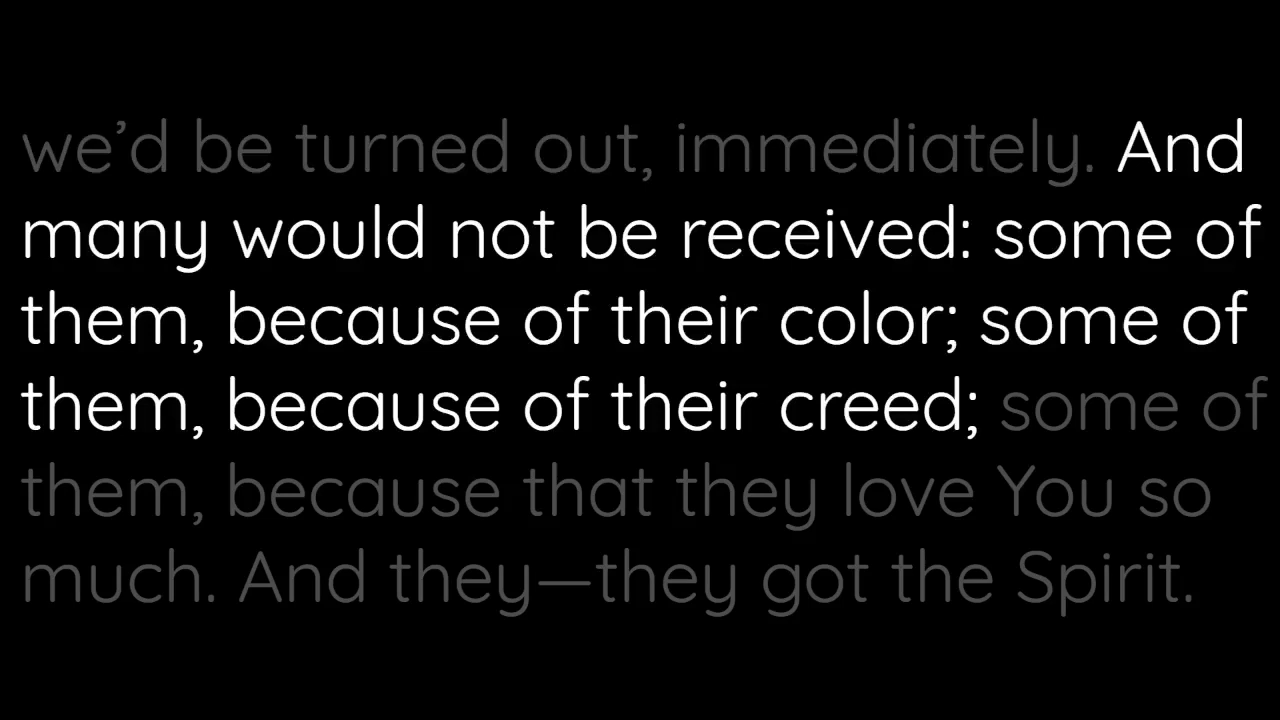 we’d be turned out, immediately. And
many would not be received: some of
them, because of their color; some of
them, because of their creed; some of
them, because that they love You so
much. And they—they got the Spirit.